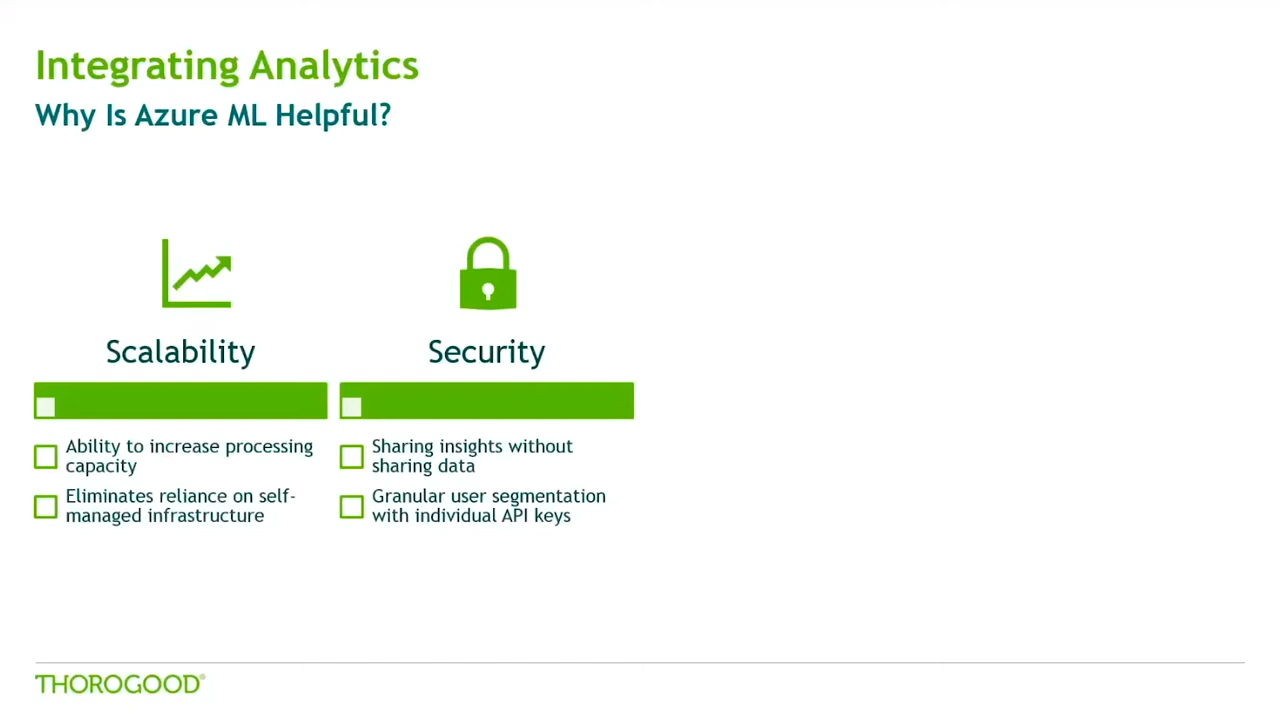 Integrating Analytics
Why Is Azure ML Helpful?
Scalability
Ability to increase processing
capacity
Eliminates reliance on self-
managed infrastructure
Security
Sharing insights without
sharing data
Granular user segmentation
with individual API keys
THOROGOOD®